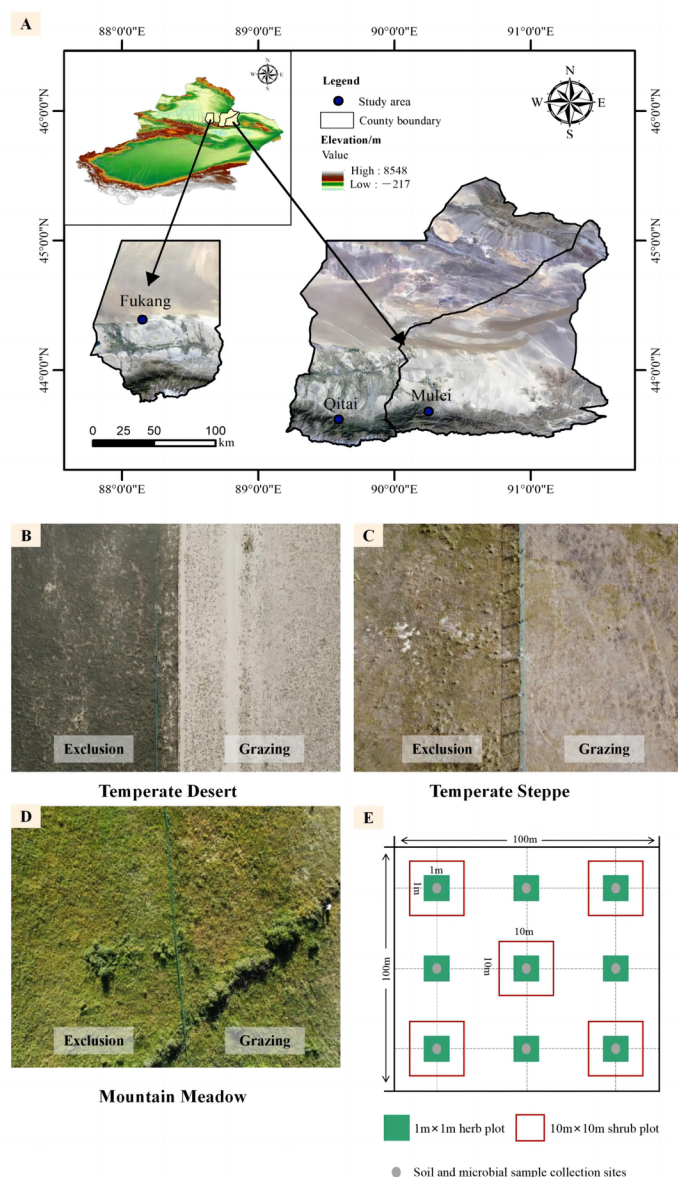 A
88°0'0"E
89°0'0"E
90°0'0"E
91°0'0"E
46°0'0"N
45°0'0"N
44°0'0"N
N
W
E
S
Legend
Study area
County boundary
Elevation/m
Value
High : 8548
Low : −217
N
W
E
S
46°0'0"N
45°0'0"N
44°0'0"N
Fukang
Qitai
Mulei
0
25
50
100
km
88°0'0"E
89°0'0"E
90°0'0"E
91°0'0"E
B
Exclusion
Grazing
Temperate Desert
C
Exclusion
Grazing
Temperate Steppe
D
Exclusion
Grazing
Mountain Meadow
E
100m
100m
1m
1m
10m
10m
1m×1m herb plot
10m×10m shrub plot
Soil and microbial sample collection sites